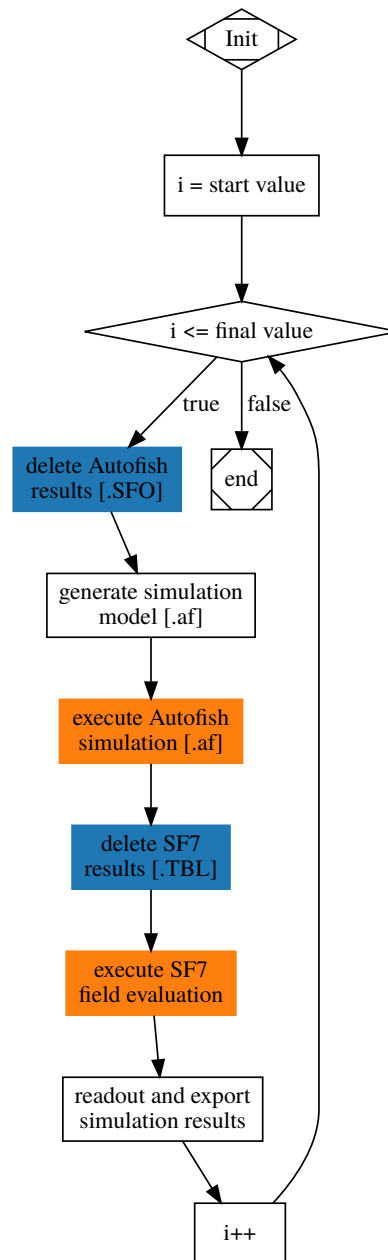 Init
i = start value
i <= final value
true
false
delete Autofish
results [.SFO]
end
generate simulation
model [.af]
execute Autofish
simulation [.af]
delete SF7
results [.TBL]
execute SF7
field evaluation
readout and export
simulation results
i++